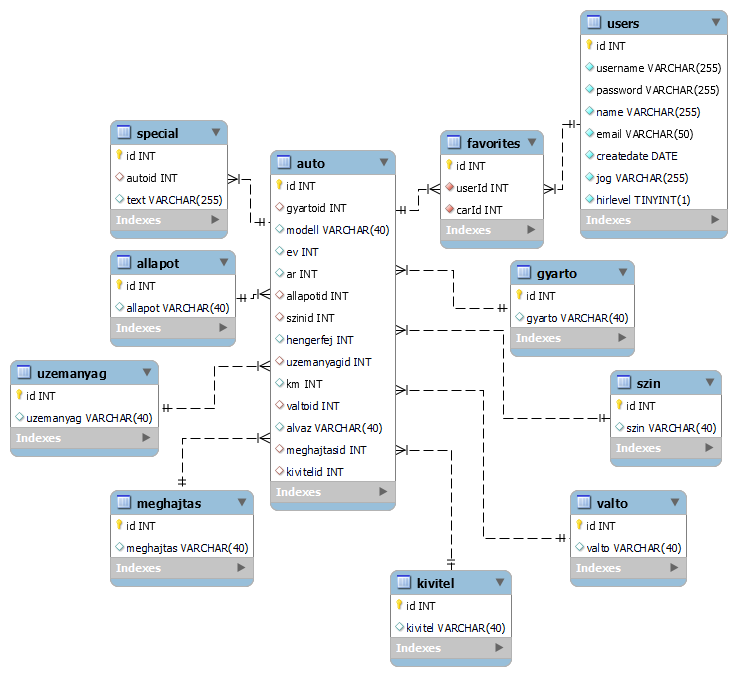 users
id INT
username VARCHAR(255)
password VARCHAR(255)
name VARCHAR(255)
email VARCHAR(50)
createdate DATE
jog VARCHAR(255)
hirlevel TINYINT(1)
Indexes
special
id INT
autoid INT
text VARCHAR(255)
Indexes
favorites
id INT
userId INT
carId INT
Indexes
auto
id INT
gyartoid INT
modell VARCHAR(40)
ev INT
ar INT
allapotid INT
szinid INT
hengerfej INT
uzemanyagid INT
km INT
valtoid INT
alvaz VARCHAR(40)
meghajtasid INT
kivitelid INT
Indexes
allapot
id INT
allapot VARCHAR(40)
Indexes
gyarto
id INT
gyarto VARCHAR(40)
Indexes
uzemanyag
id INT
uzemanyag VARCHAR(40)
Indexes
szin
id INT
szin VARCHAR(40)
Indexes
meghajtas
id INT
meghajtas VARCHAR(40)
Indexes
valto
id INT
valto VARCHAR(40)
Indexes
kivitel
id INT
kivitel VARCHAR(40)
Indexes